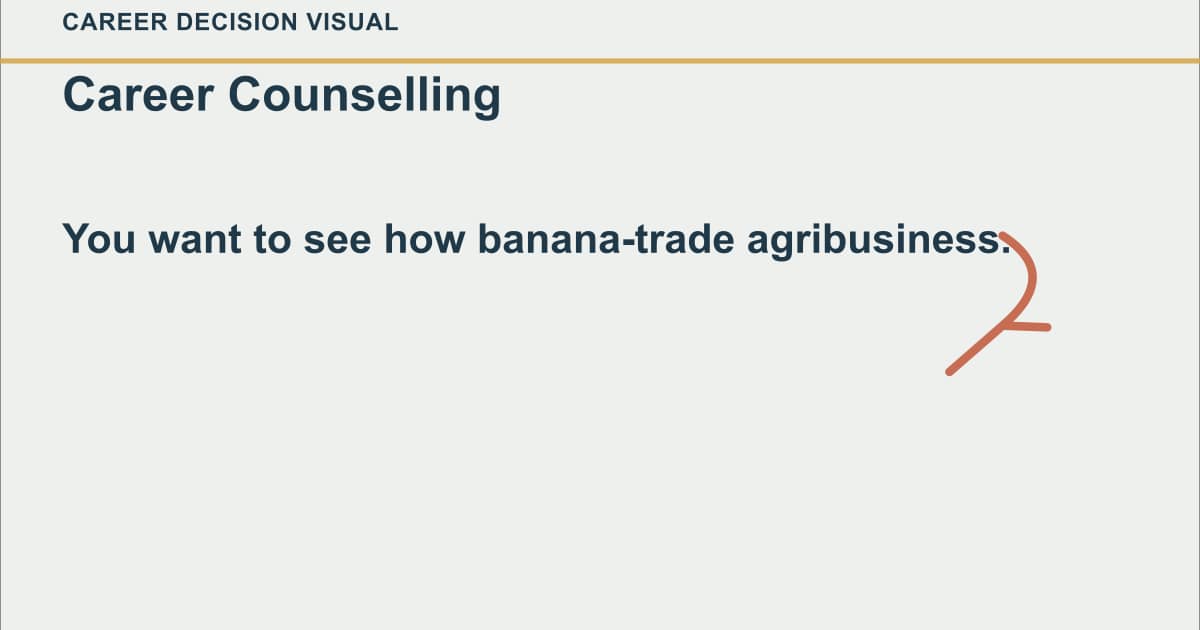 CAREER DECISION VISUAL
Career Counselling
You want to see how banana-trade agribusiness.